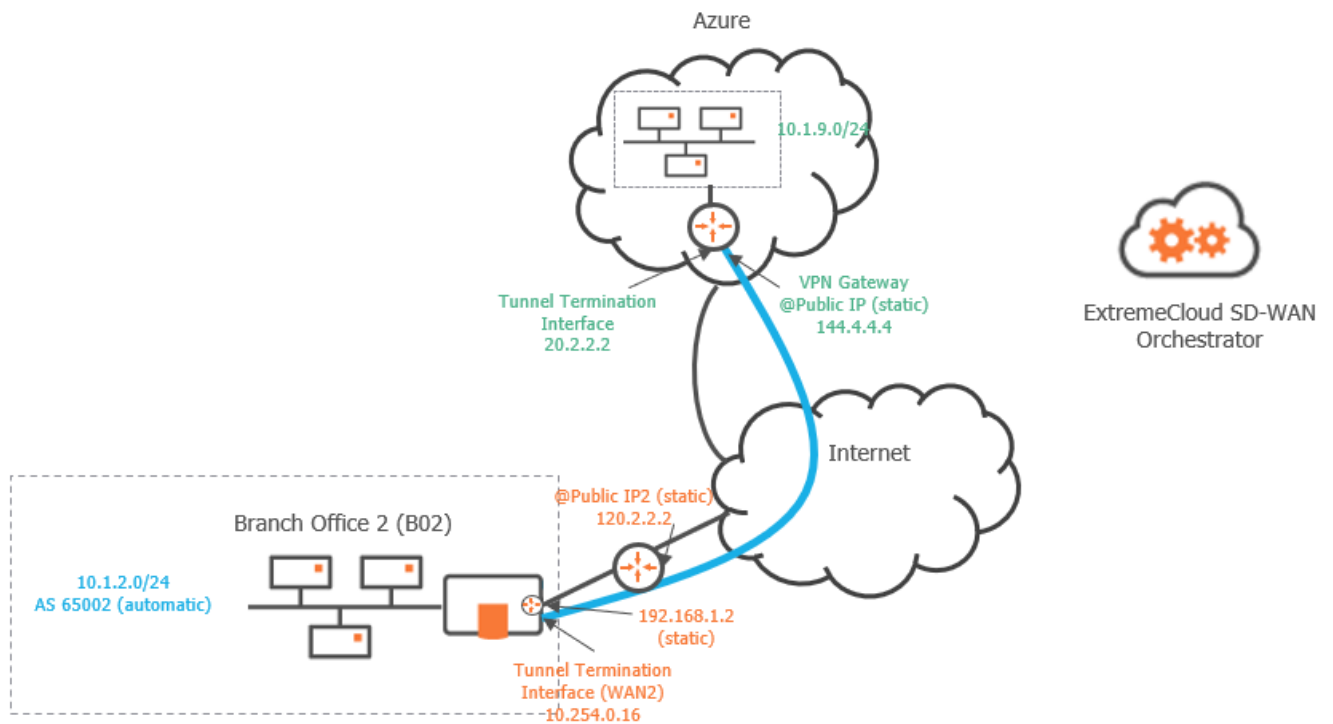 Azure
10.1.9.0/24
Tunnel Termination
Interface
20.2.2.2
VPN Gateway
@Public IP (static)
144.4.4.4
ExtremeCloud SD-WAN
Orchestrator
Internet
@Public IP2 (static)
120.2.2.2
Branch Office 2 (B02)
10.1.2.0/24
AS 65002 (automatic)
192.168.1.2
(static)
Tunnel Termination
Interface (WAN2)
10.254.0.16